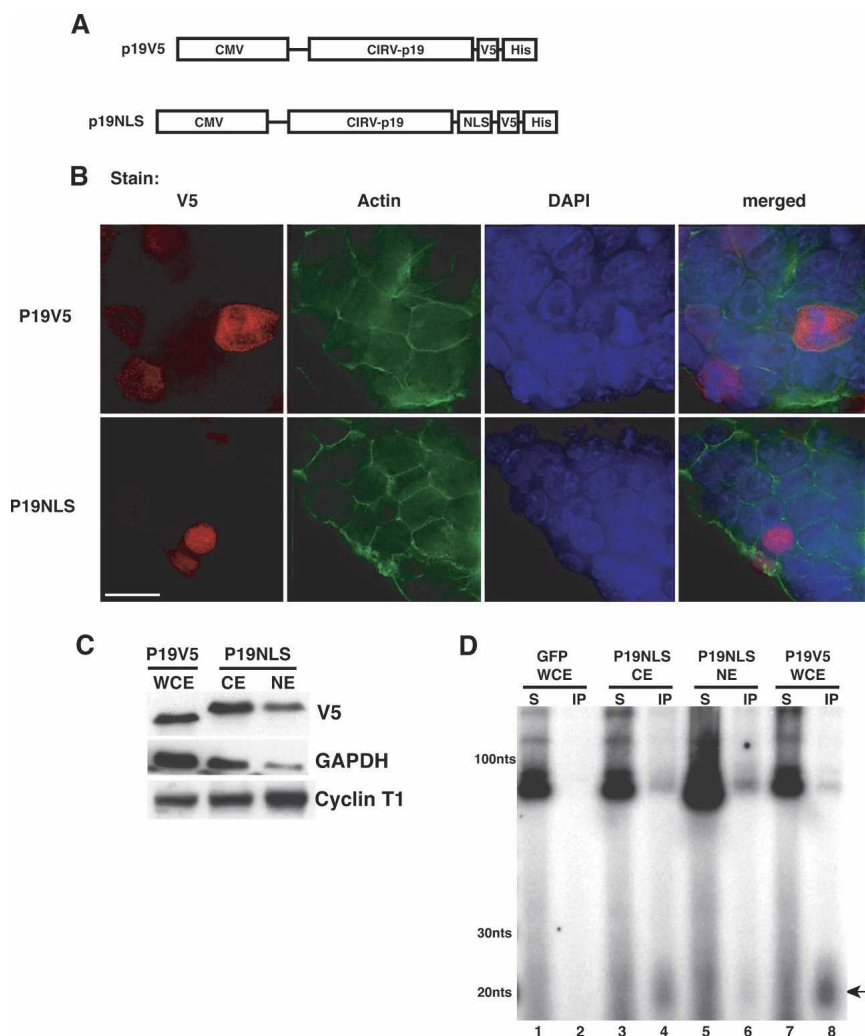 A
p19V5 CMV CIRV-p19 V5 His
p19NLS CMV CIRV-p19 NLS V5 His
B Stain:
V5 Actin DAPI merged
P19V5
P19NLS
C
P19V5 P19NLS
WCE CE NE
V5
GAPDH
Cyclin T1
D
GFP P19NLS P19NLS P19V5
WCE CE NE WCE
S IP S IP S IP S IP
100nts
30nts
20nts
1 2 3 4 5 6 7 8